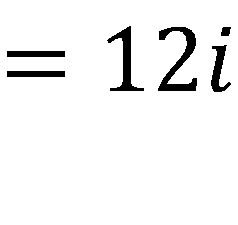 = 12i